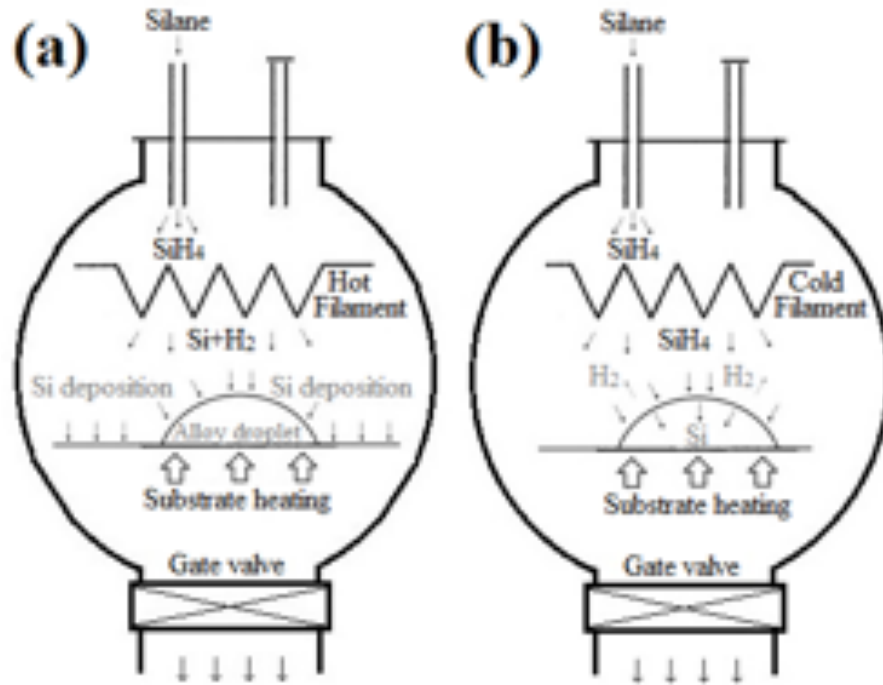 (a)
Silane
SiH4
Hot
Filament
Si+H2
Si deposition
Si deposition
Alloy droplet
Substrate heating
Gate valve
(b)
Silane
SiH4
Cold
Filament
SiH4
H2
H2
Si
Substrate heating
Gate valve